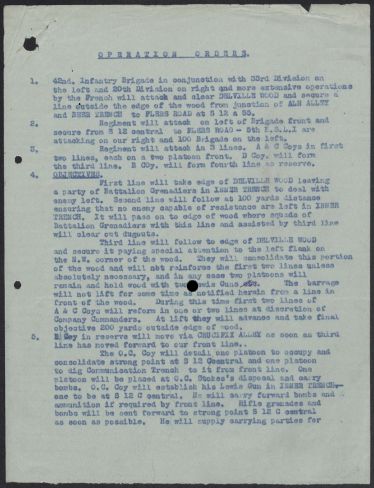 OPERATION ORDERS.
1. 42nd. Infantry Brigade in conjunction with 33rd Division on
the left and 20th Division on right and more extensive operations
by the French will attack and clear DELVILLE WOOD and secure a
line outside the edge of the wood from junction of ALE ALLEY
and BEER TRENCH to FLERS ROAD at S 12 a 55.
2. Regiment will attack on left of Brigade front and
secure from S 12 central to FLERS ROAD - 5th K.S.L.I are
attacking on our right and 100 Brigade on the left.
3. Regiment will attack in 3 lines. A & C Coys in first
two lines, each on a two platoon front. D Coy. will form
the third line. B COy. will form fourth line as reserve.
4. OBJECTIVES.
First line will take edge of DELVILLE WOOD leaving
a party of Battalion Grenadiers in INNER TRENCH to deal with
enemy left. Second line will follow at 100 yards distance
ensuring that no enemy capable of resistance are left in INNER
TRENCH. It will pass on to edge of wood where squads of
Battalion Grenadiers with this line and assisted by third line
will clear out dugouts.
Third line will follow to edge of DELVILLE WOOD
and secure it paying special attention to the left flank on
the N.W. corner of the wood. They will consolidate this portion
of the wood and will not reinforce the first two lines unless
absolutely necessary, and in any case two platoons will
remain and hold wood with two Lewis Guns. The barrage
will not lift for some time as notified herein from a line in
front of the wood. During this time first two lines of
A & C Coys will reform in one or two lines at discretion of
Company Commanders. At lift they will advance and take final
objective 200 yards outside edge of wood.
5. B Coy in reserve will move via CRUCIFIX ALLEY as soon as third
line has moved forward to our front line.
The O.C. Coy will detail one platoon to occupy and
consolidate strong point at S 12 central and one platoon
to dig Communication Trench to it from front line. One
platoon will be placed at O.C. Stokes's disposal and carry
bombs. O.C. Coy will establish his Lewis Gun in INNER TRENCH,
one to be at S 12 C central. He will carry forward bombs and
ammunition if required by front line. Rifle grenades and
bombs will be sent forward to strong point S 12 C central
as soon as possible. He will supply carrying parties for